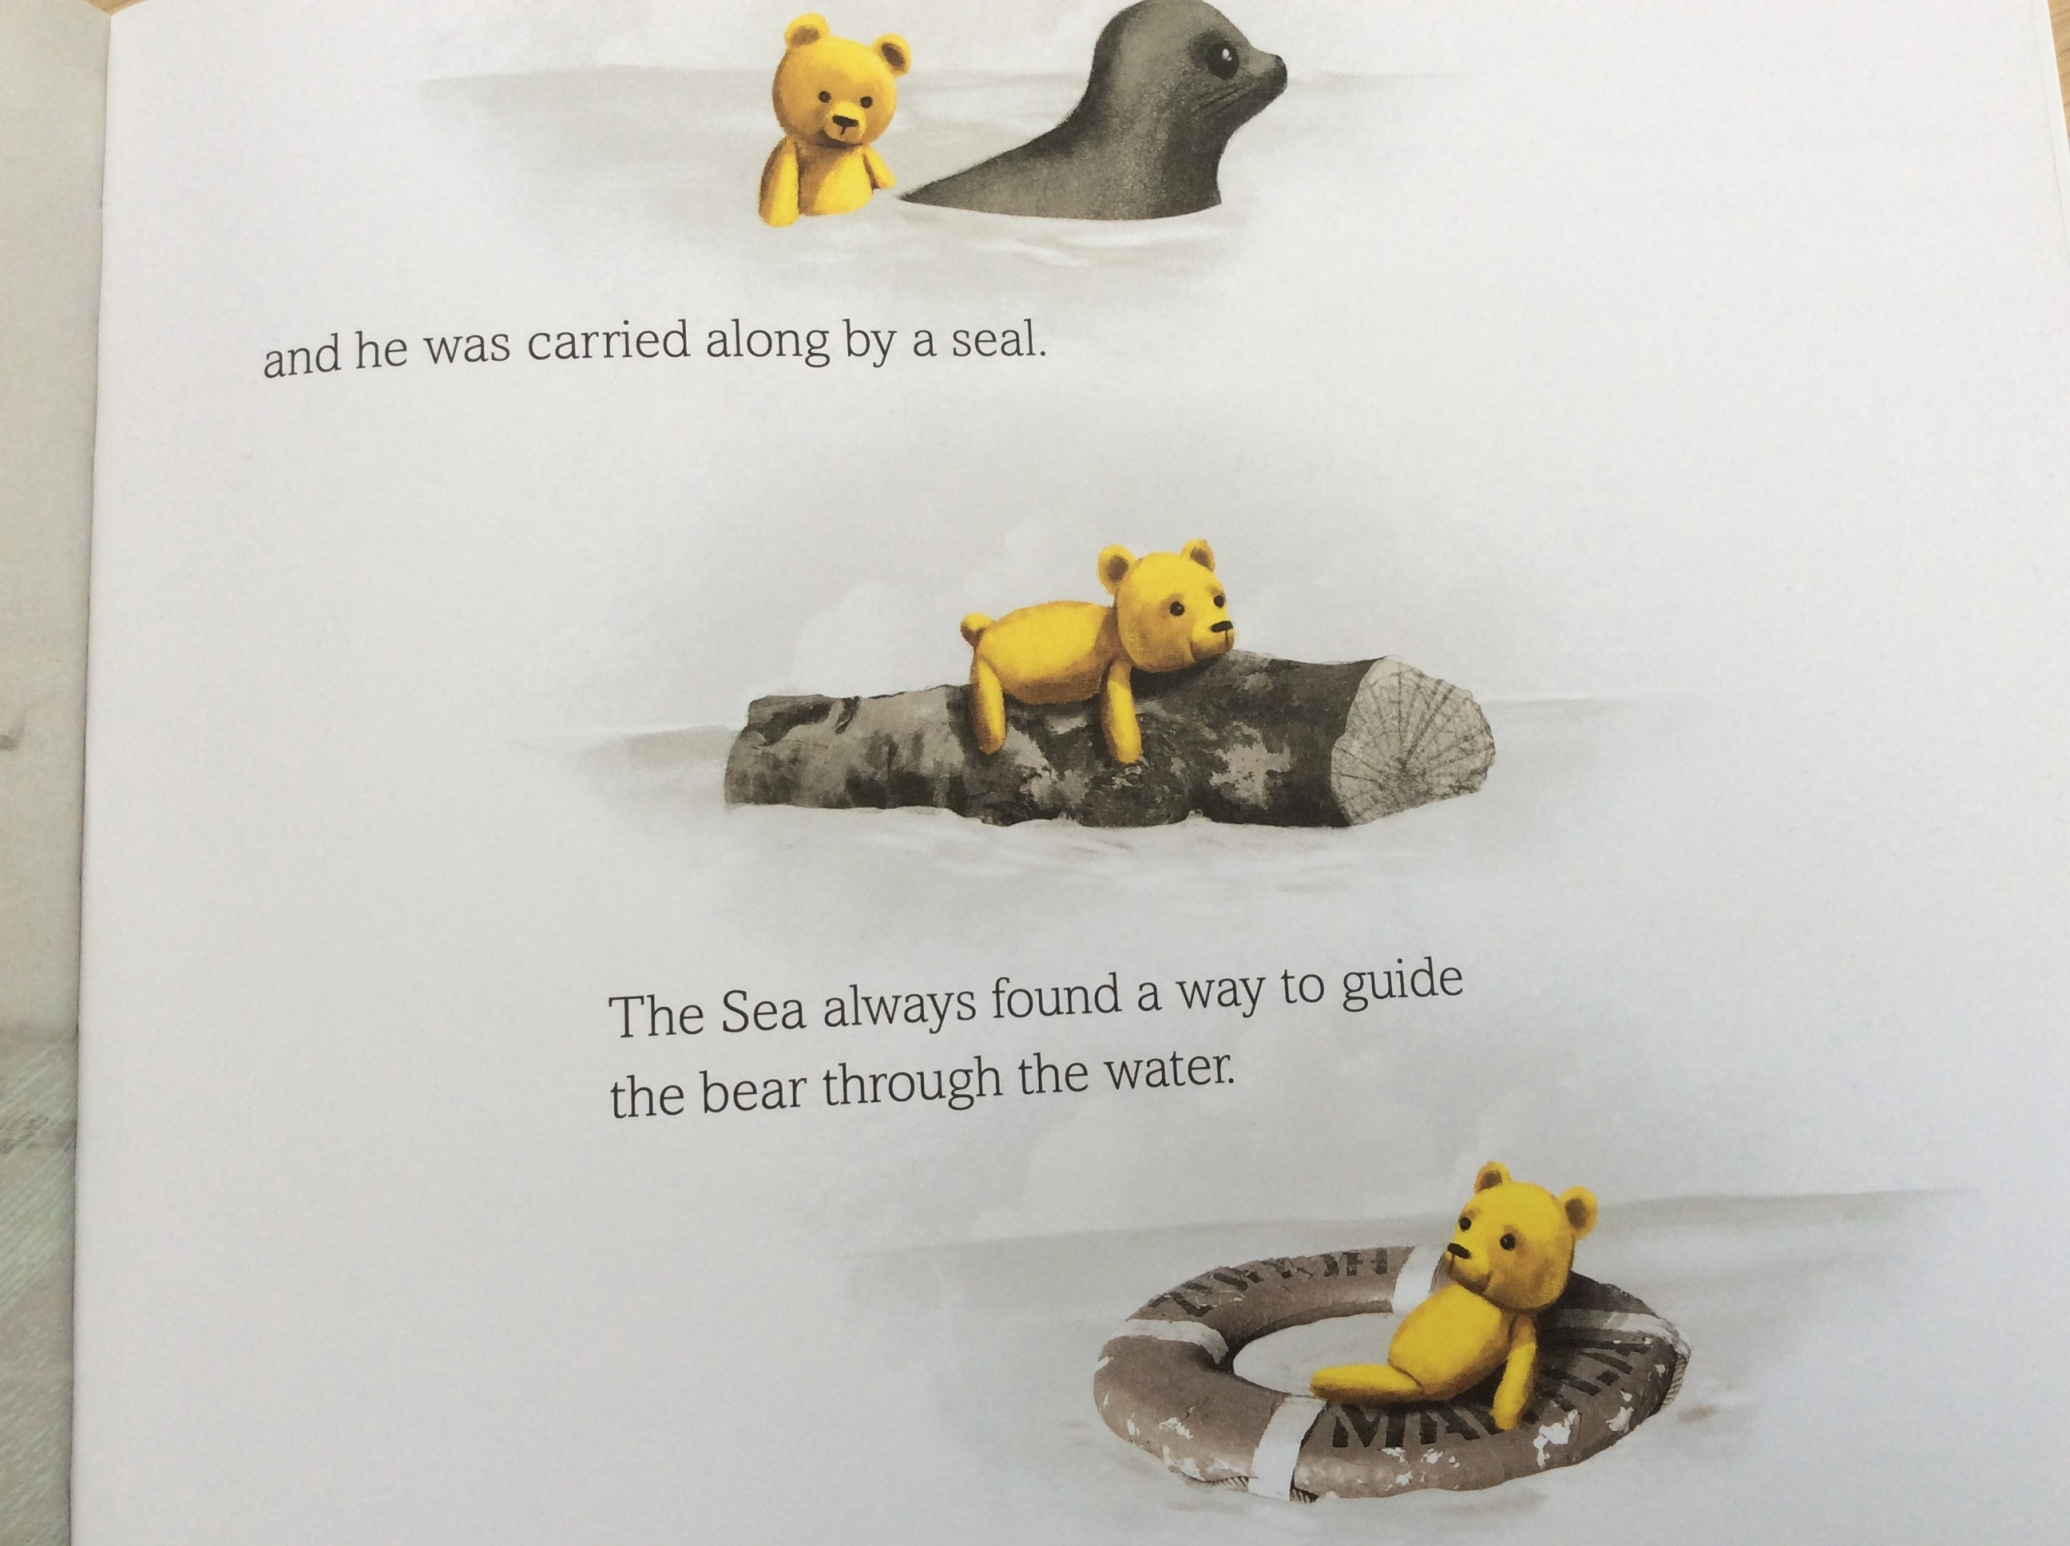 and he was carried along by a seal.
The Sea always found a way to guide
the bear through the water.